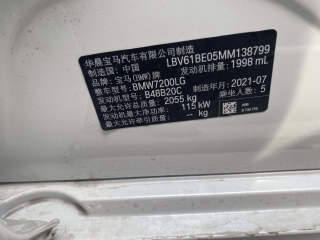 华晨宝马汽车有限公司制造
制造国：中国 LBV61BE05MM138799
品牌：宝马(BMW)牌 发动机排量：1998 mL
整车型号：BMW7200LG
发动机型号：B48B20C 制造年月：2021-07
最大允许总质量：2055 kg 乘坐人数：5
发动机最大净功率：115 kW
最大允许牵引总质量：-- kg